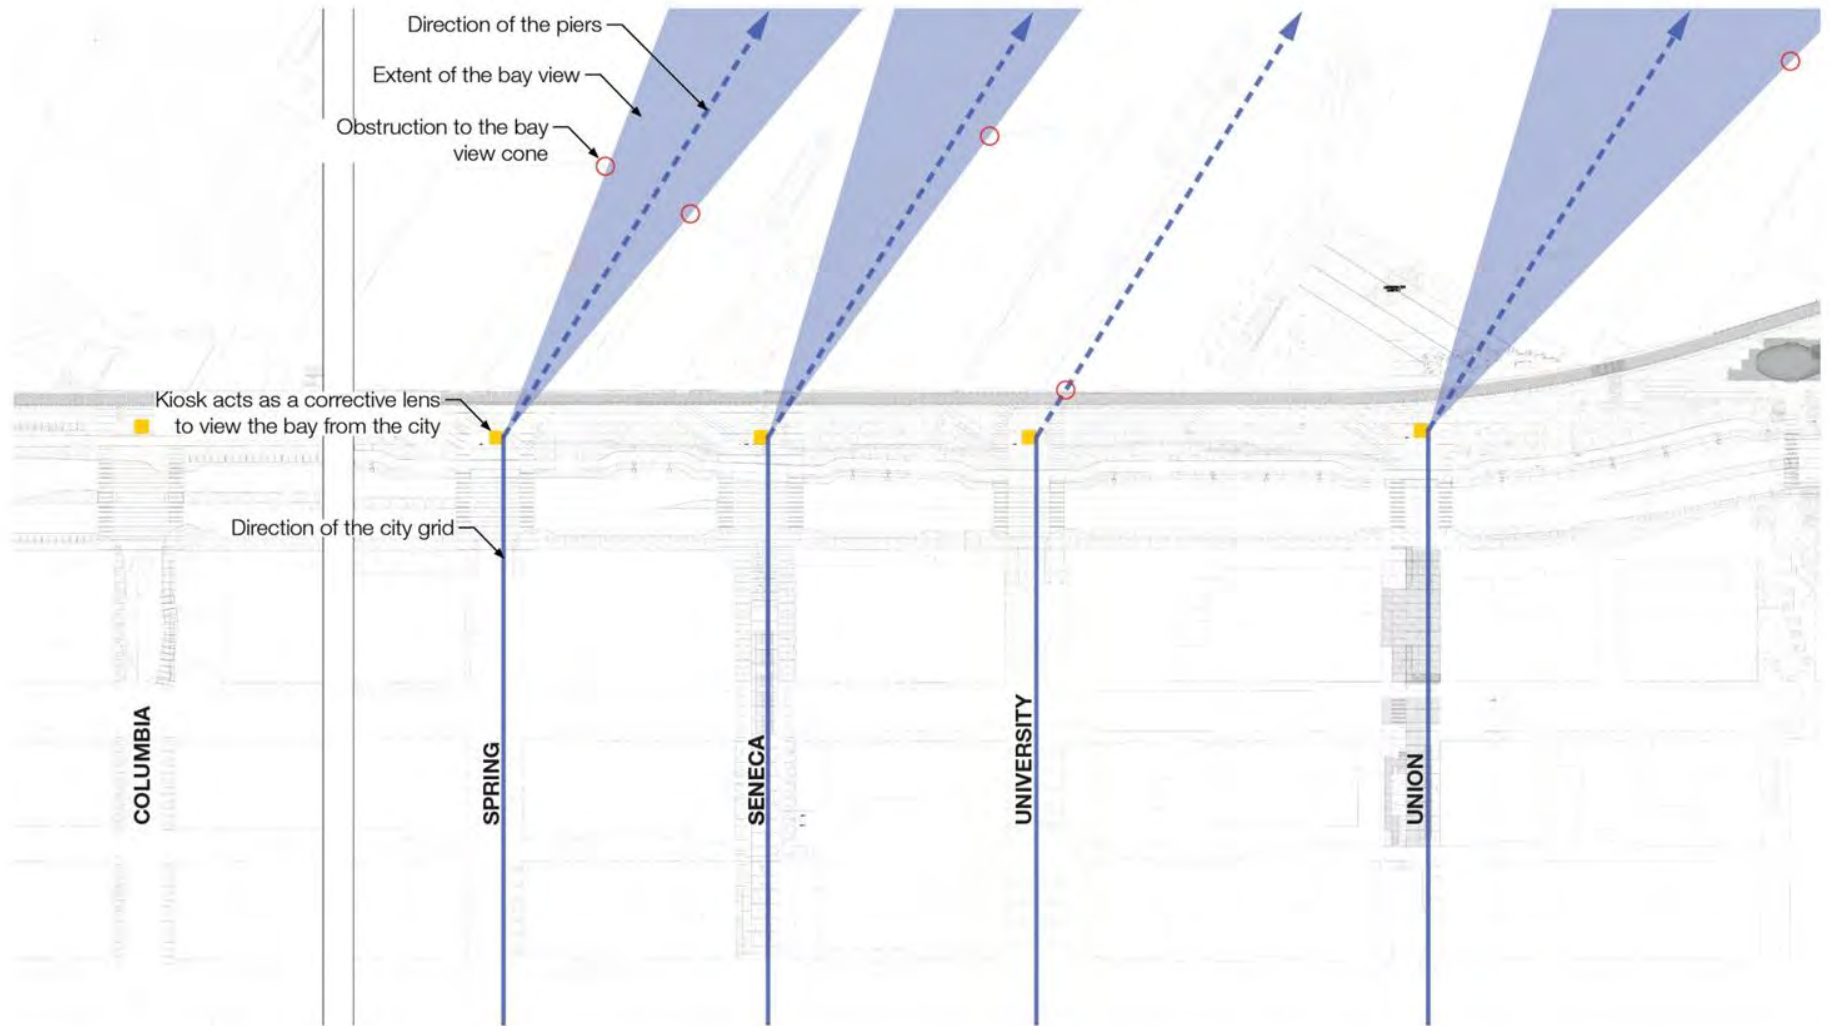 Direction of the piers
Extent of the bay view
Obstruction to the bay
view cone
Kiosk acts as a corrective lens
to view the bay from the city
Direction of the city grid
COLUMBIA
SPRING
SENECA
UNIVERSITY
UNION